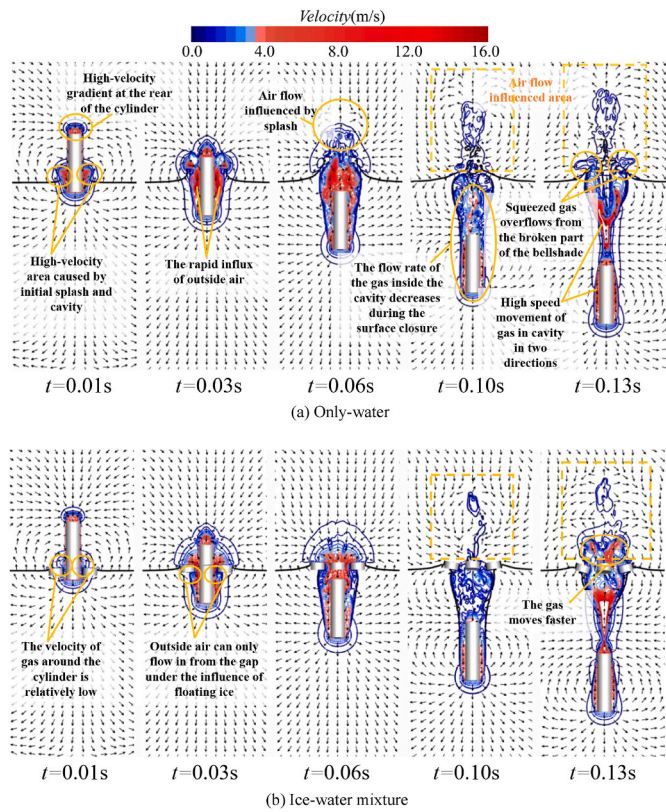 Velocity(m/s)
0.0 4.0 8.0 12.0 16.0
(a)
High-velocity
gradient at the rear
of the cylinder
Air flow
influenced by
splash
Air flow
influenced area
High-velocity
area caused by
initial splash and
cavity
The rapid influx
of outside air
The flow rate of
the gas inside the
cavity decreases
during the
surface closure
Squeezed gas
overflows from
the broken part
of the bellshade
High speed
movement of
gas in cavity
in two
directions
t=0.01s t=0.03s t=0.06s t=0.10s t=0.13s
(a) Only-water
(b)
The velocity of
gas around the
cylinder is
relatively low
Outside air can only
flow in from the gap
under the influence of
floating ice
The gas
moves faster
t=0.01s t=0.03s t=0.06s t=0.10s t=0.13s
(b) Ice-water mixture